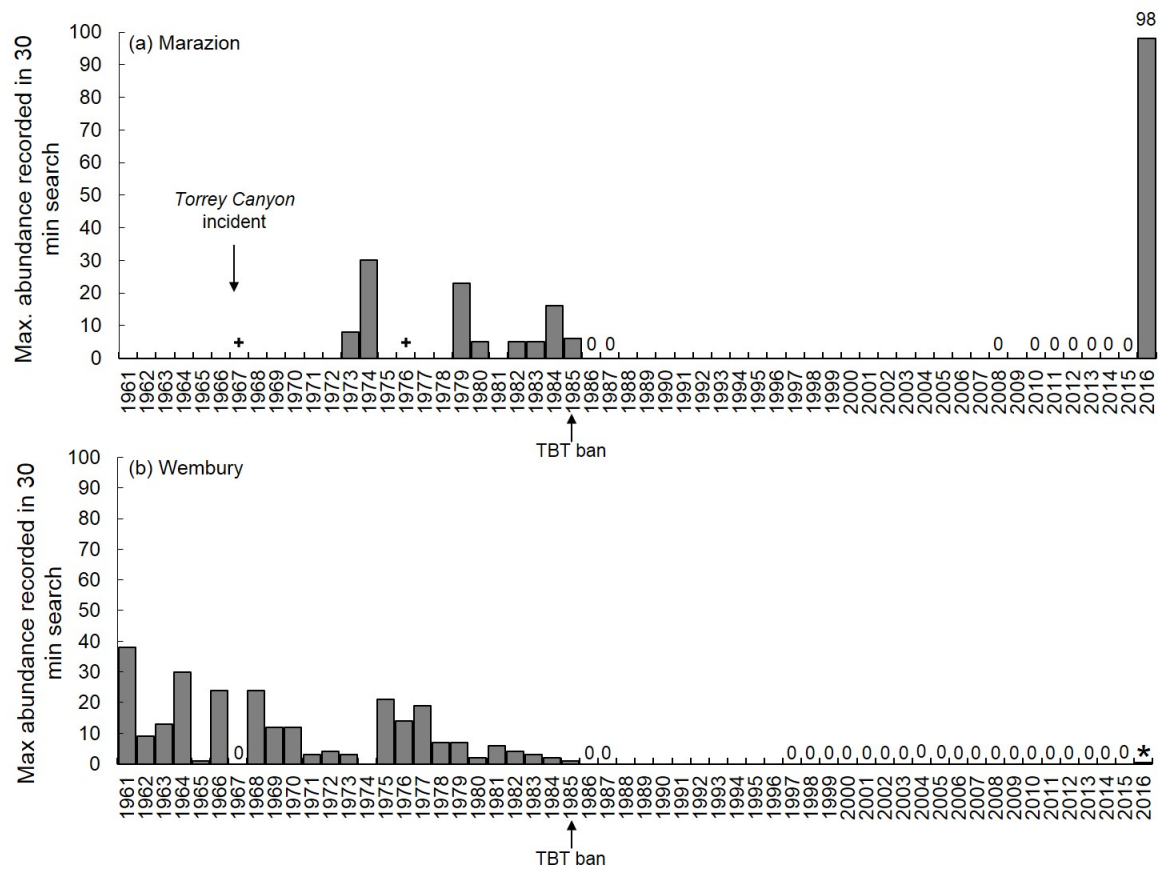 98
100
90
80
70
60
50
40
30
20
10
0
Max. abundance recorded in 30
min search
(a) Marazion
Torrey Canyon
incident
+ + 0 0 0 0 0 0 0 0 0
1961 1962 1963 1964 1965 1966 1967 1968 1969 1970 1971 1972 1973 1974 1975 1976 1977 1978 1979 1980 1981 1982 1983 1984 1985 1986 1987 1988 1989 1990 1991 1992 1993 1994 1995 1996 1997 1998 1999 2000 2001 2002 2003 2004 2005 2006 2007 2008 2009 2010 2011 2012 2013 2014 2015 2016
TBT ban
100
90
80
70
60
50
40
30
20
10
0
Max abundance recorded in 30
min search
(b) Wembury
0 0 0 0 0 0 0 0 0 0 0 0 0 0 0 0 0 0 0 0 0 0 *
1961 1962 1963 1964 1965 1966 1967 1968 1969 1970 1971 1972 1973 1974 1975 1976 1977 1978 1979 1980 1981 1982 1983 1984 1985 1986 1987 1988 1989 1990 1991 1992 1993 1994 1995 1996 1997 1998 1999 2000 2001 2002 2003 2004 2005 2006 2007 2008 2009 2010 2011 2012 2013 2014 2015 2016
TBT ban